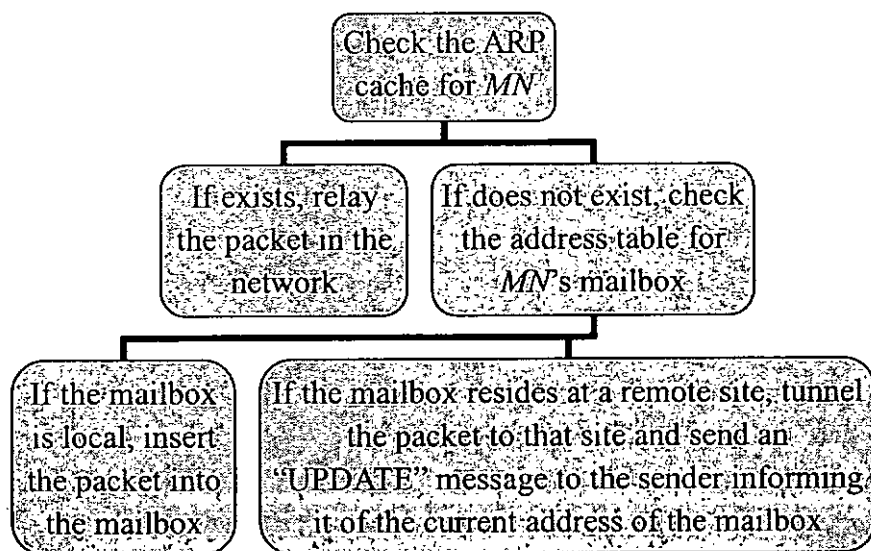 Check the ARP
cache for MN
If exists, relay
the packet in the
network
If does not exist, check
the address table for
MN's mailbox
If the mailbox
is local, insert
the packet into
the mailbox
If the mailbox resides at a remote site, tunnel
the packet to that site and send an
“UPDATE” message to the sender informing
it of the current address of the mailbox